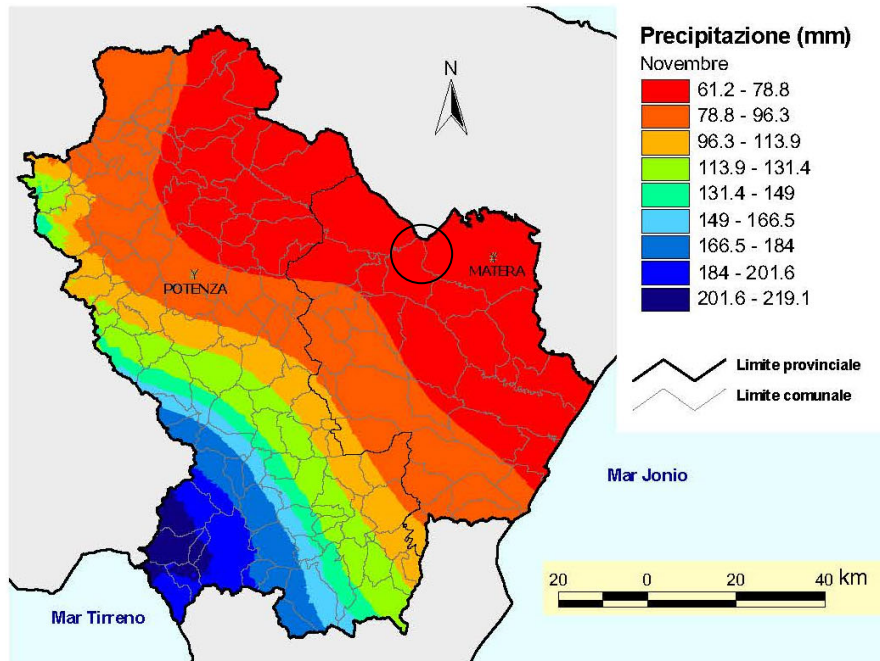 Precipitazione (mm)
Novembre
61.2 - 78.8
78.8 - 96.3
96.3 - 113.9
113.9 - 131.4
131.4 - 149
149 - 166.5
166.5 - 184
184 - 201.6
201.6 - 219.1
N
MATERA
POTENZA
Limite provinciale
Limite comunale
Mar Jonio
20 0 20 40 km
Mar Tirreno